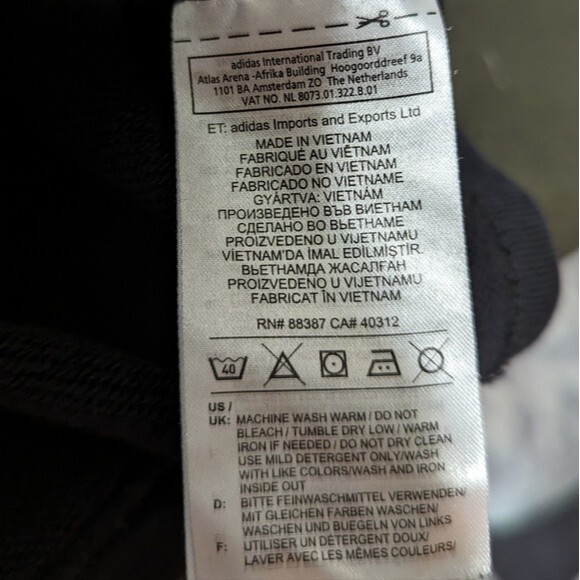 adidas International Trading BV
Atlas Arena -Afrika Building Hoogoorddreef 9a
1101 BA Amsterdam ZO The Netherlands
VAT NO. NL 8073.01.322.B.01
ET: adidas Imports and Exports Ltd
MADE IN VIETNAM
FABRIQUÉ AU VIÊTNAM
FABRICADO EN VIETNAM
FABRICADO NO VIETNAME
GYÁRTVA: VIETNÁM
ПРОИЗВЕДЕНО ВЪВ ВИЕТНАМ
СДЕЛАНО ВО ВЬЕТНАМЕ
PROIZVEDENO U VIJETNAMU
VİETNAM'DA İMAL EDİLMİŞTİR.
ВЬЕТНАМДА ЖАСАЛҒАН
PROIZVEDENO U VIJETNAMU
FABRICAT ÎN VIETNAM
RN# 88387 CA# 40312
40
US /
UK: MACHINE WASH WARM / DO NOT
BLEACH / TUMBLE DRY LOW / WARM
IRON IF NEEDED / DO NOT DRY CLEAN
USE MILD DETERGENT ONLY/WASH
WITH LIKE COLORS/WASH AND IRON
INSIDE OUT
D: BITTE FEINWASCHMITTEL VERWENDEN/
MIT GLEICHEN FARBEN WASCHEN/
WASCHEN UND BUEGELN VON LINKS
F: UTILISER UN DÉTERGENT DOUX/
LAVER AVEC LES MÊMES COULEURS/